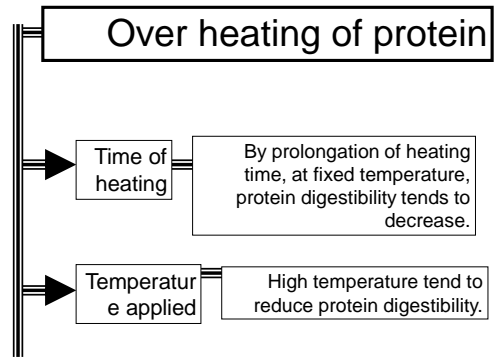 Over heating of protein
Time of
heating
By prolongation of heating
time, at fixed temperature,
protein digestibility tends to
decrease.
Temperatur
e applied
High temperature tend to
reduce protein digestibility.